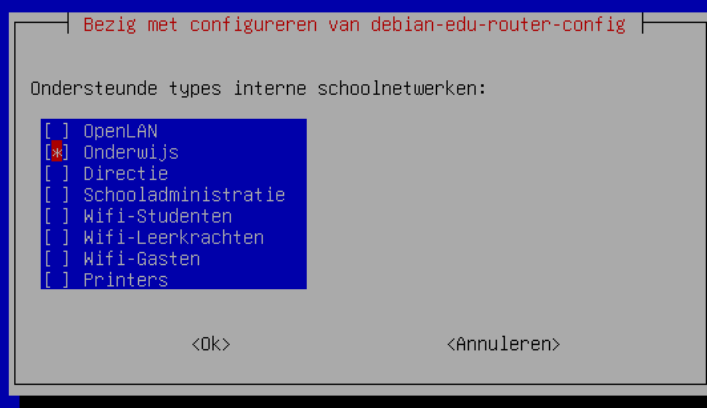 Bezig met configureren van debian-edu-router-config
Ondersteunde types interne schoolnetwerken:
[ ] OpenLAN
[*] Onderwijs
[ ] Directie
[ ] Schooladministratie
[ ] Wifi-Studenten
[ ] Wifi-Leerkrachten
[ ] Wifi-Gasten
[ ] Printers
<Ok> <Annuleren>